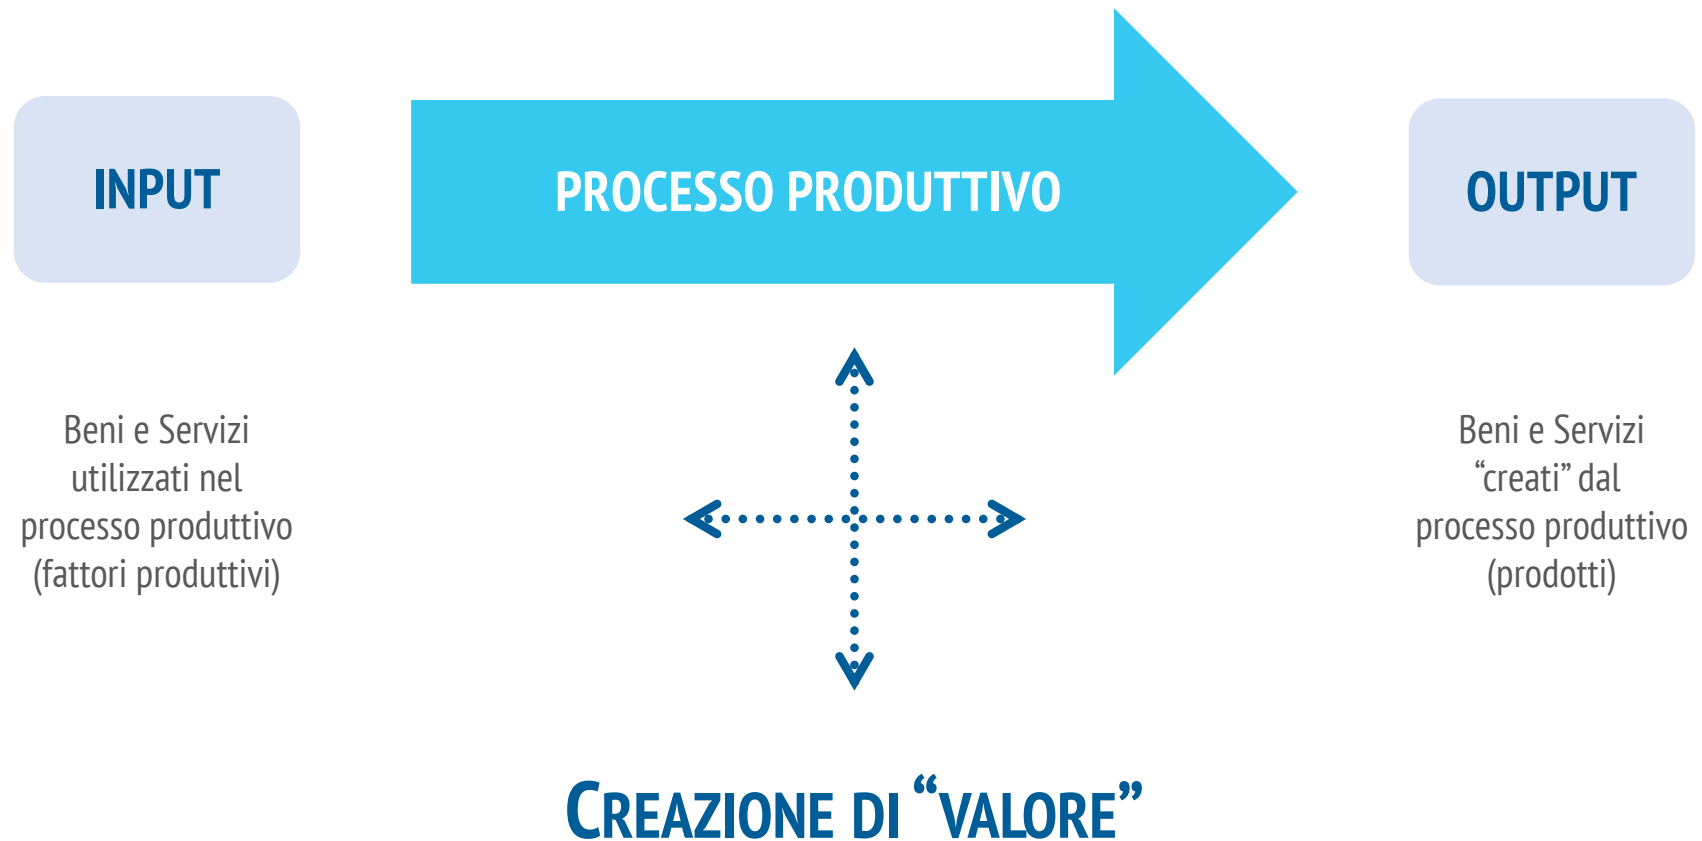 INPUT
PROCESSO PRODUTTIVO
OUTPUT
Beni e Servizi
utilizzati nel
processo produttivo
(fattori produttivi)
Beni e Servizi
“creati” dal
processo produttivo
(prodotti)
CREAZIONE DI “VALORE”